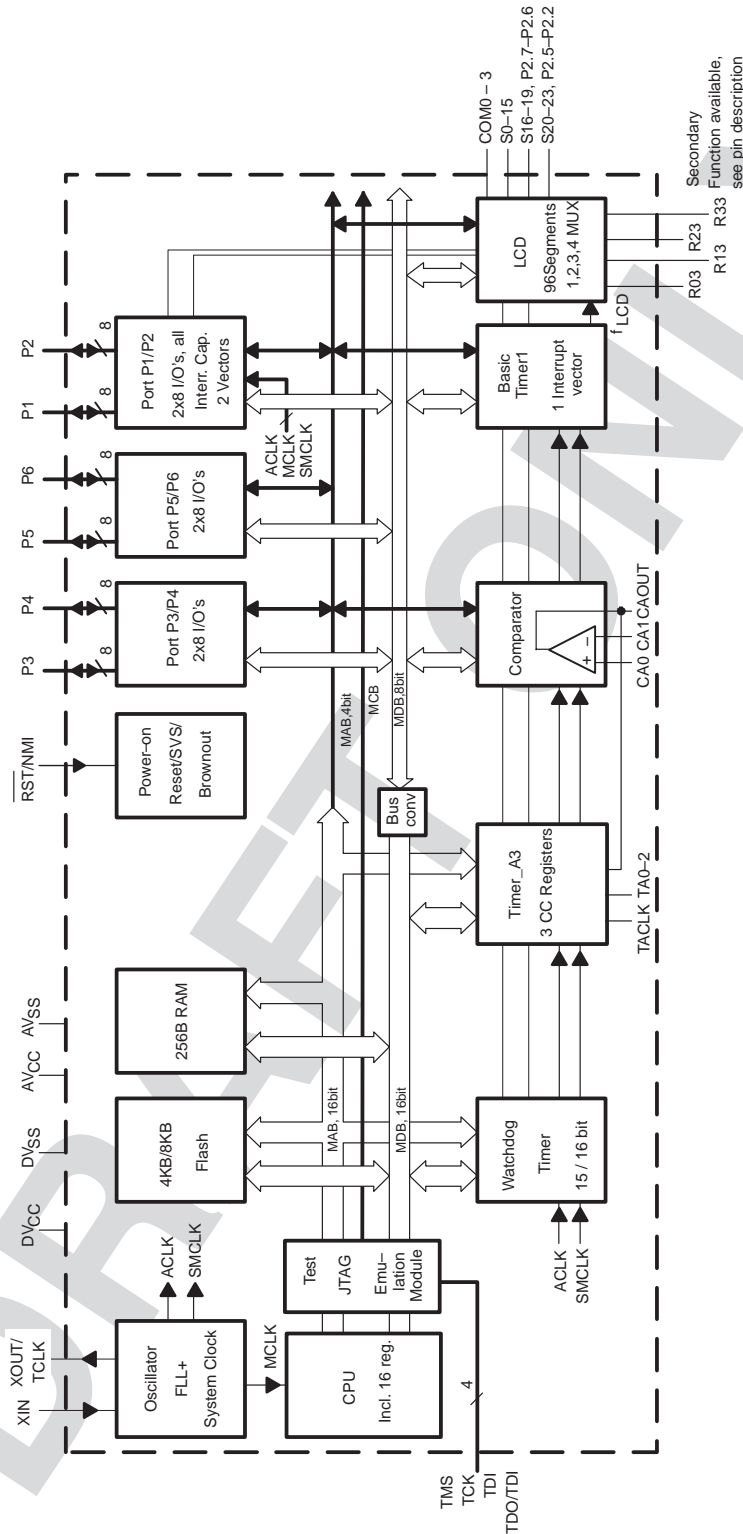 XIN
XOUT/
TCLK
DVCC
DVSS
AVCC
AVSS
RST/NMI
P3
P4
P5
P6
P1
P2
8
8
8
8
8
8
Oscillator
FLL+
System Clock
ACLK
SMCLK
4KB/8KB
Flash
256B RAM
Power–on
Reset/SVS/
Brownout
Port P3/P4
2x8 I/O's
Port P5/P6
2x8 I/O's
Port P1/P2
2x8 I/O's, all
Interr. Cap.
2 Vectors
ACLK
MCLK
SMCLK
MCLK
CPU
Incl. 16 reg.
Test
JTAG
Emu–
lation
Module
MAB, 16bit
MDB, 16bit
Bus
conv
MAB,4bit
MCB
MDB,8bit
TMS
TCK
TDI
TDO/TDI
4
ACLK
SMCLK
Watchdog
Timer
15 / 16 bit
Timer_A3
3 CC Registers
TACLK TA0–2
Comparator
+ –
CA0 CA1 CAOUT
Basic
Timer1
1 Interrupt
vector
fLCD
LCD
96Segments
1,2,3,4 MUX
COM0 – 3
S0–15
S16–19, P2.7–P2.6
S20–23, P2.5–P2.2
R03
R13
R23
R33
Secondary
Function available,
see pin description